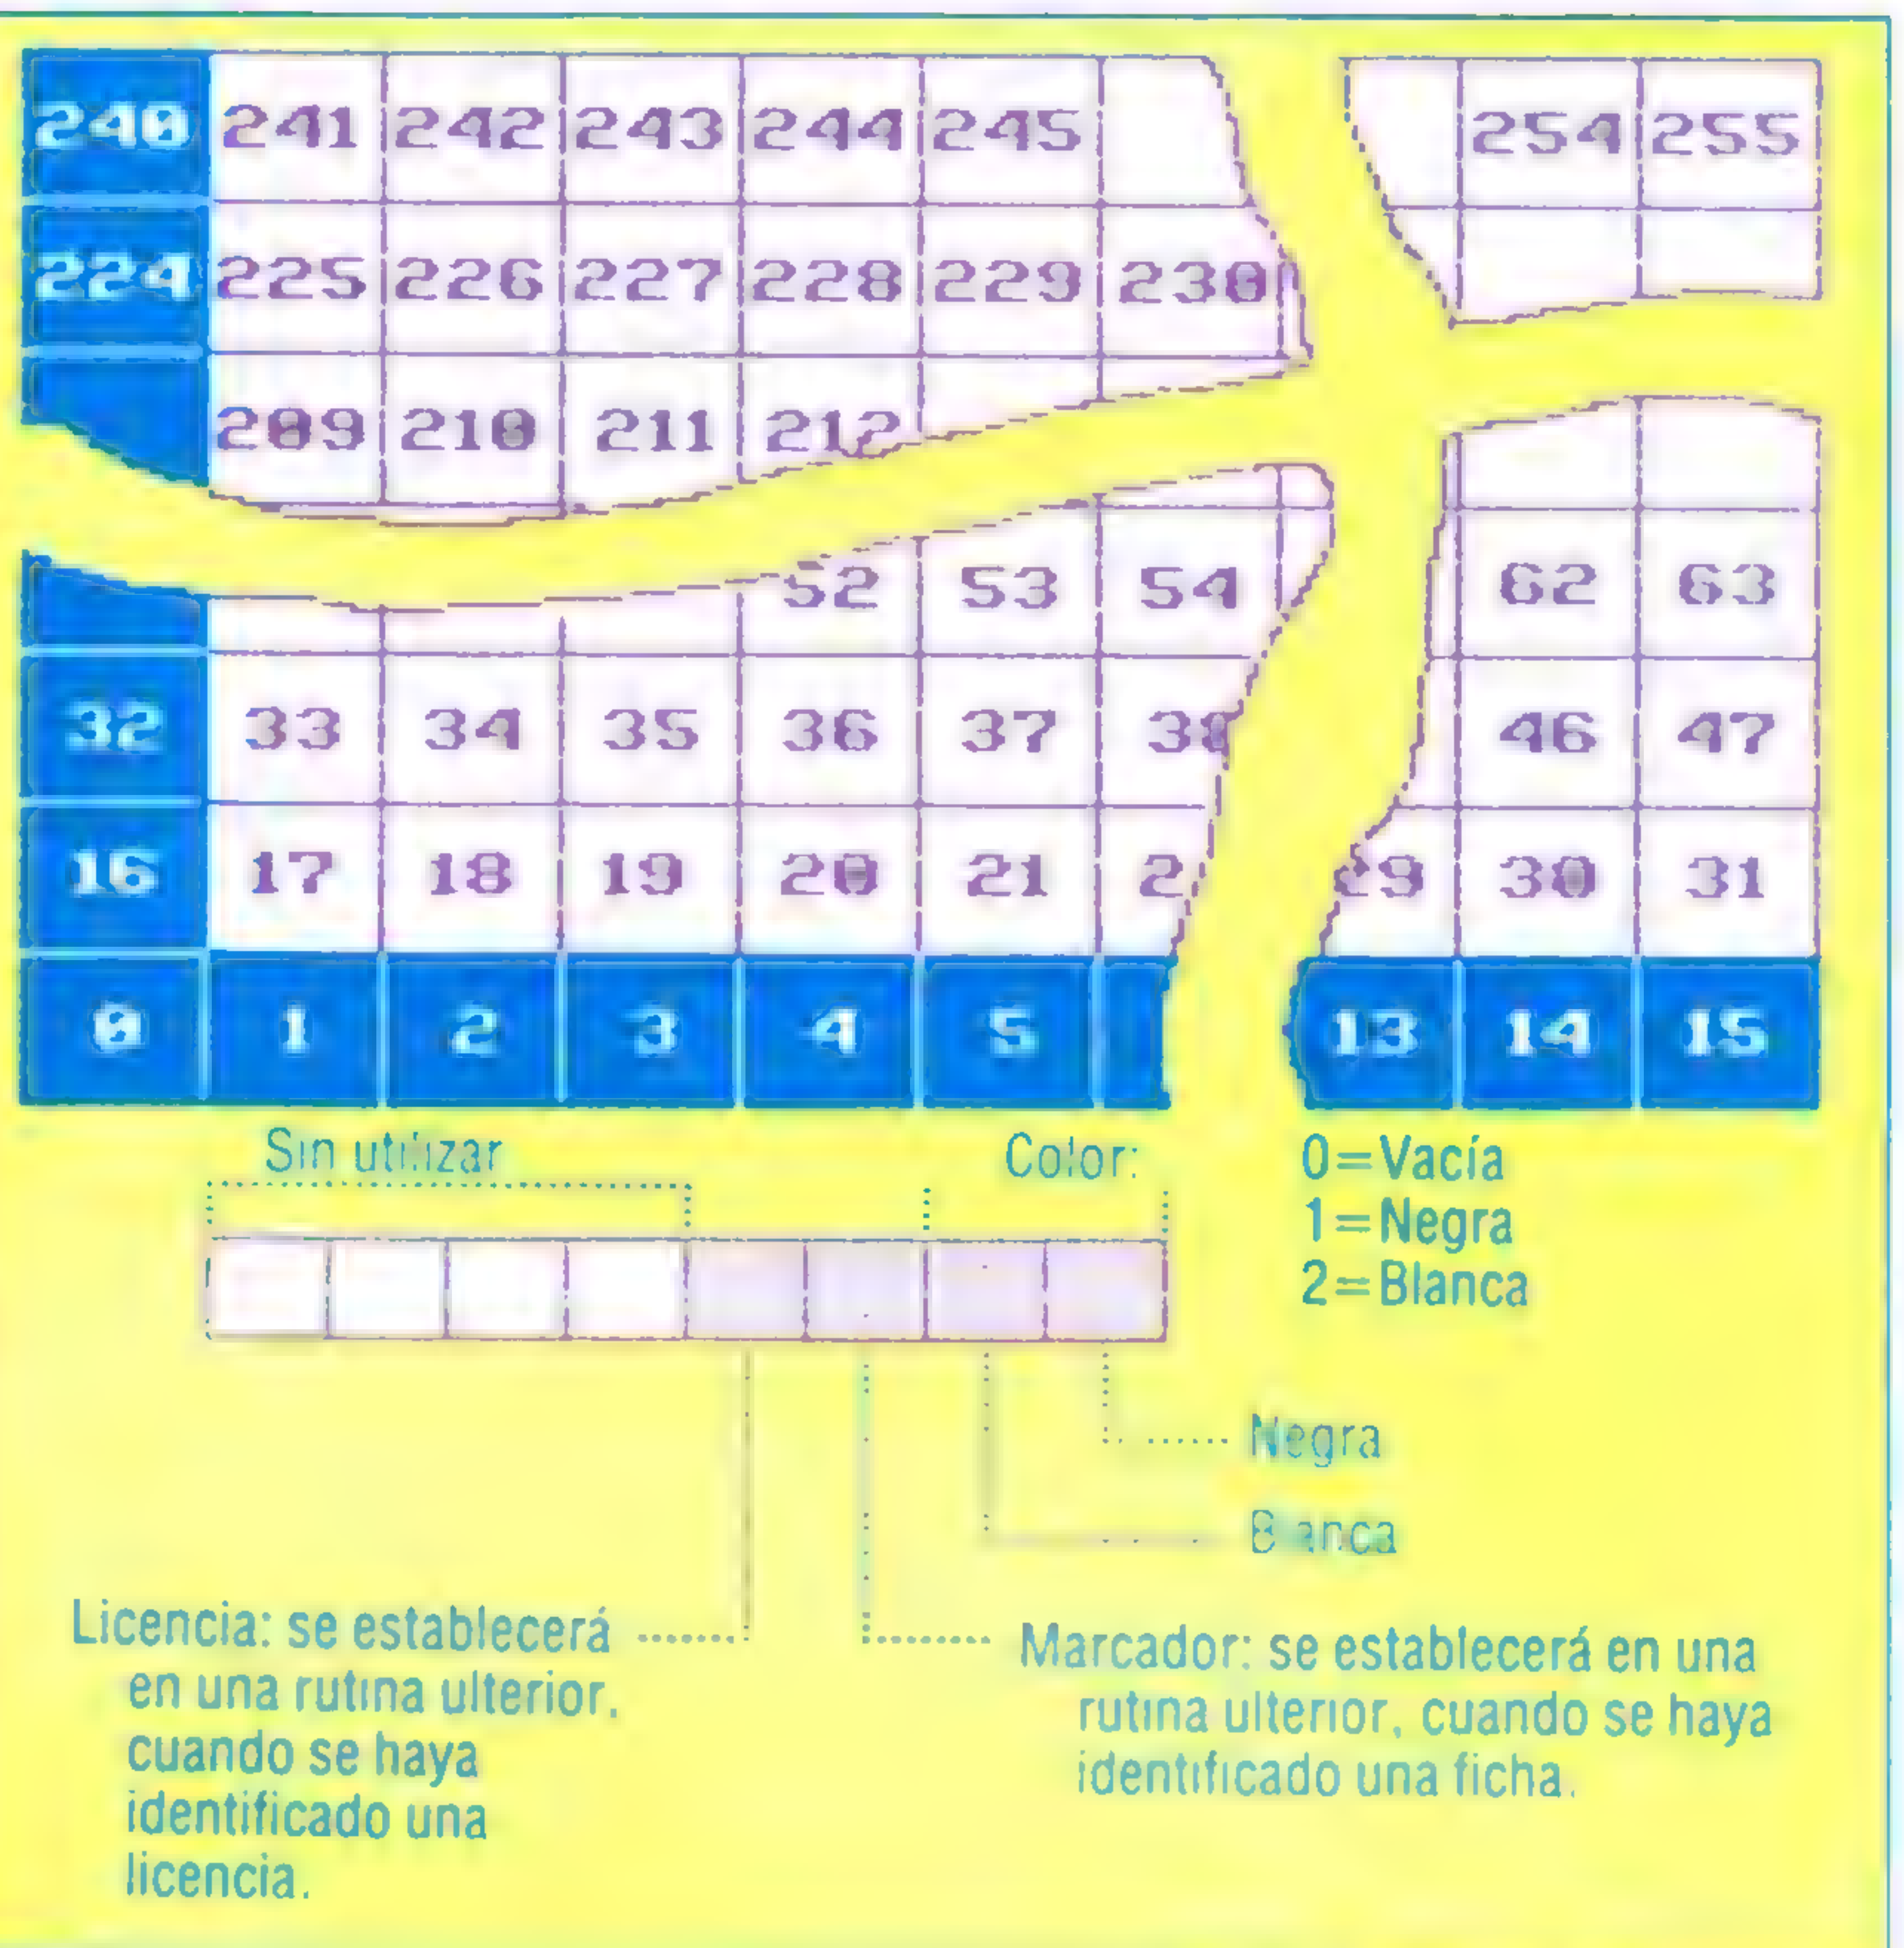 240 241 242 243 244 245 254 255
224 225 226 227 228 229 230
209 210 211 212
52 53 54 62 63
32 33 34 35 36 37 38 46 47
16 17 18 19 20 21 2 29 30 31
0 1 2 3 4 5 13 14 15
Sin utilizar
Color:
0=Vacía
1=Negra
2=Blanca
Negra
Blanca
Licencia: se establecerá
en una rutina ulterior,
cuando se haya
identificado una
licencia.
Marcador: se establecerá en una
rutina ulterior, cuando se haya
identificado una ficha.